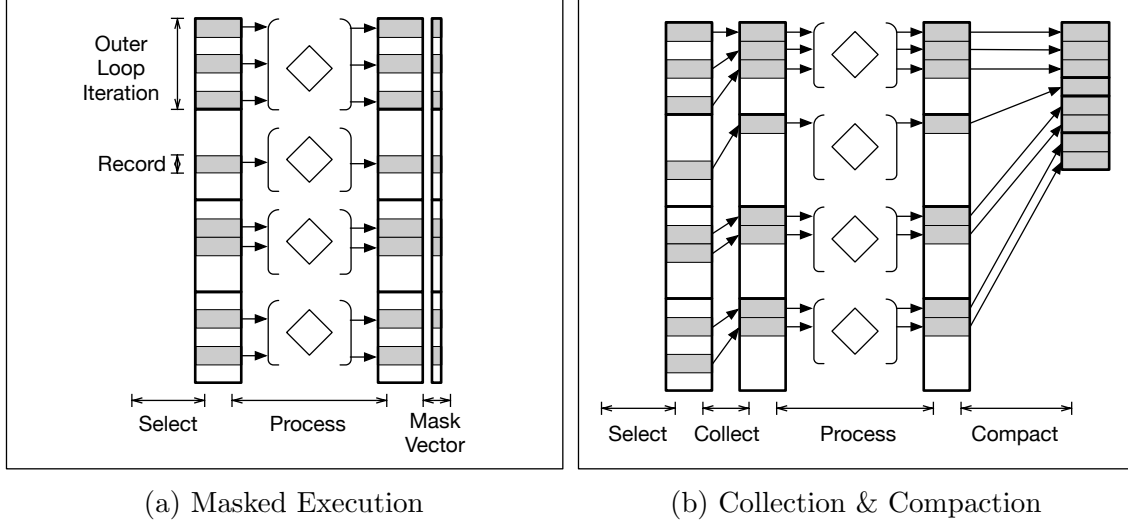 Outer
Loop
Iteration
Record
Select
Process
Mask
Vector
(a) Masked Execution
Select
Collect
Process
Compact
(b) Collection & Compaction